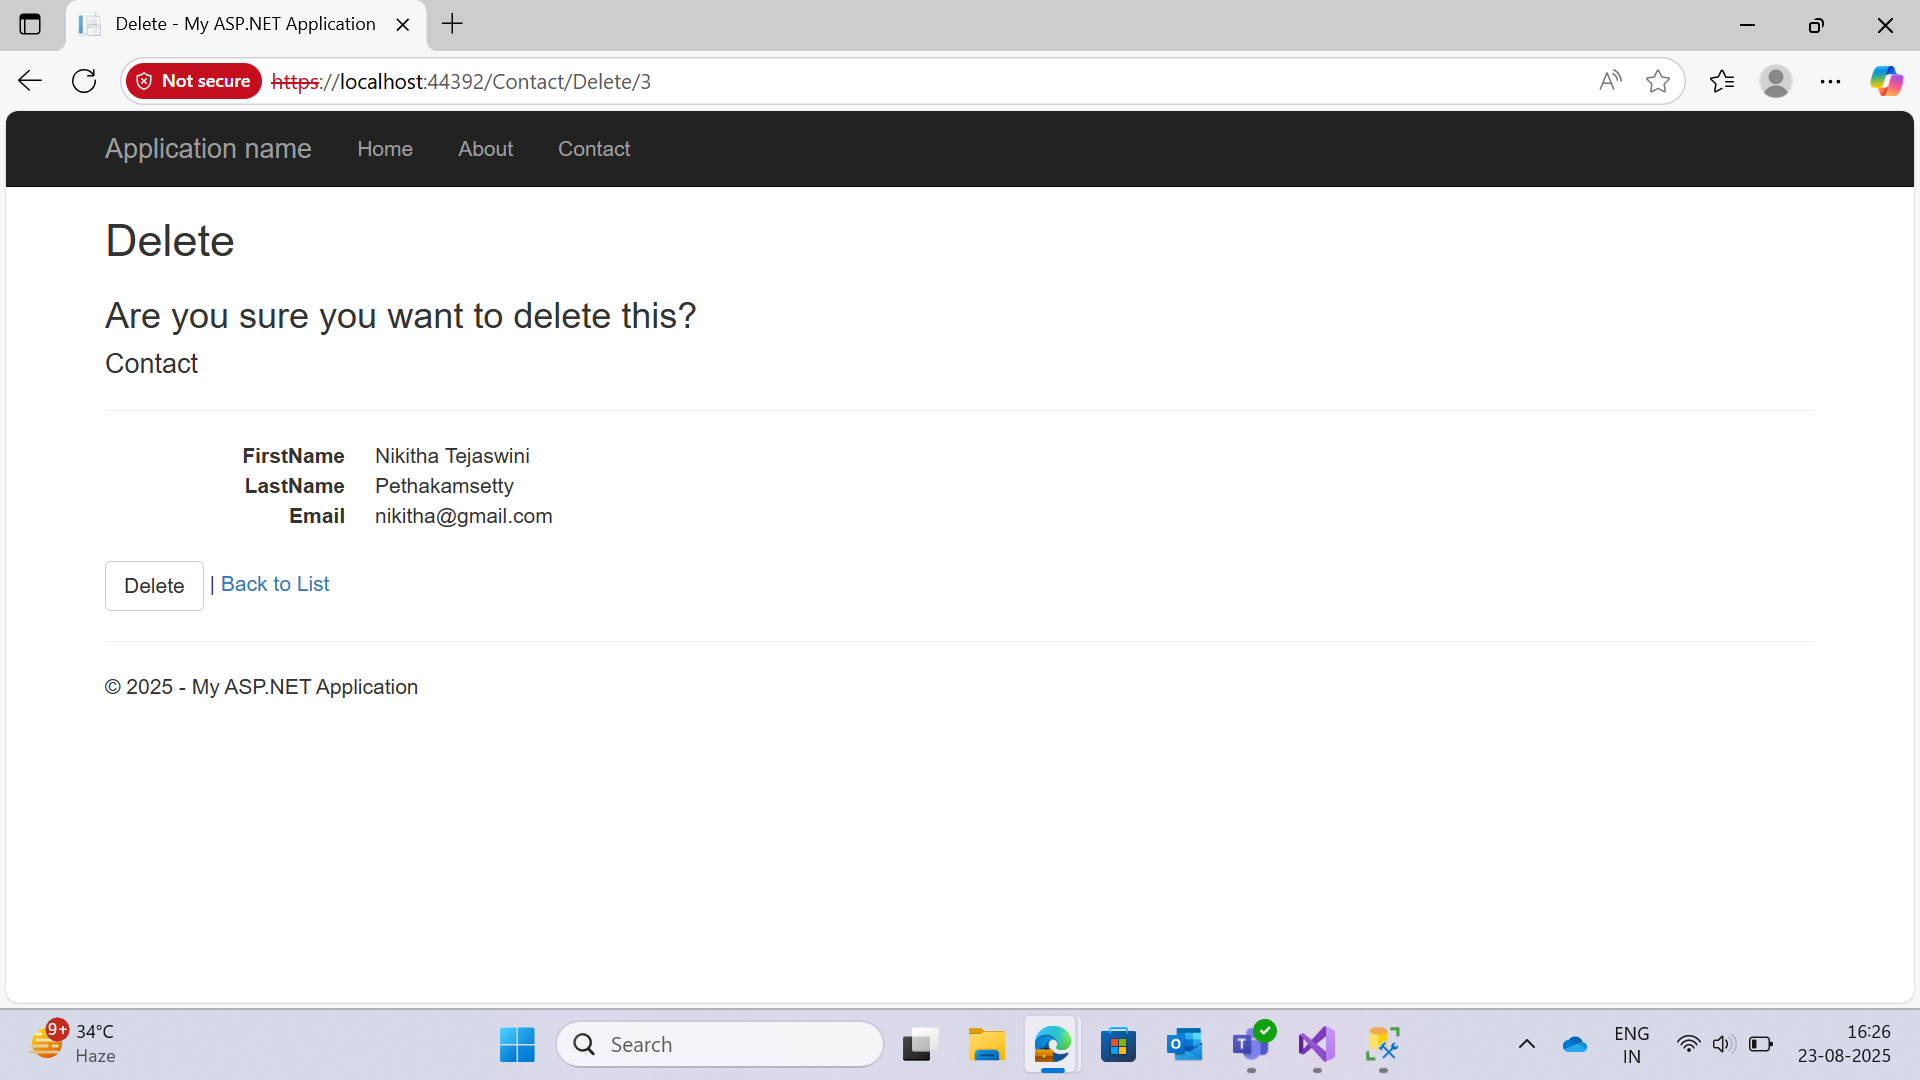 Delete - My ASP.NET Application
Not secure https://localhost:44392/Contact/Delete/3
Application name Home About Contact
Delete
Are you sure you want to delete this?
Contact
FirstName Nikitha Tejaswini
LastName Pethakamsetty
Email nikitha@gmail.com
Delete | Back to List
© 2025 - My ASP.NET Application
9+ 34°C
Haze
Search
ENG
IN
16:26
23-08-2025